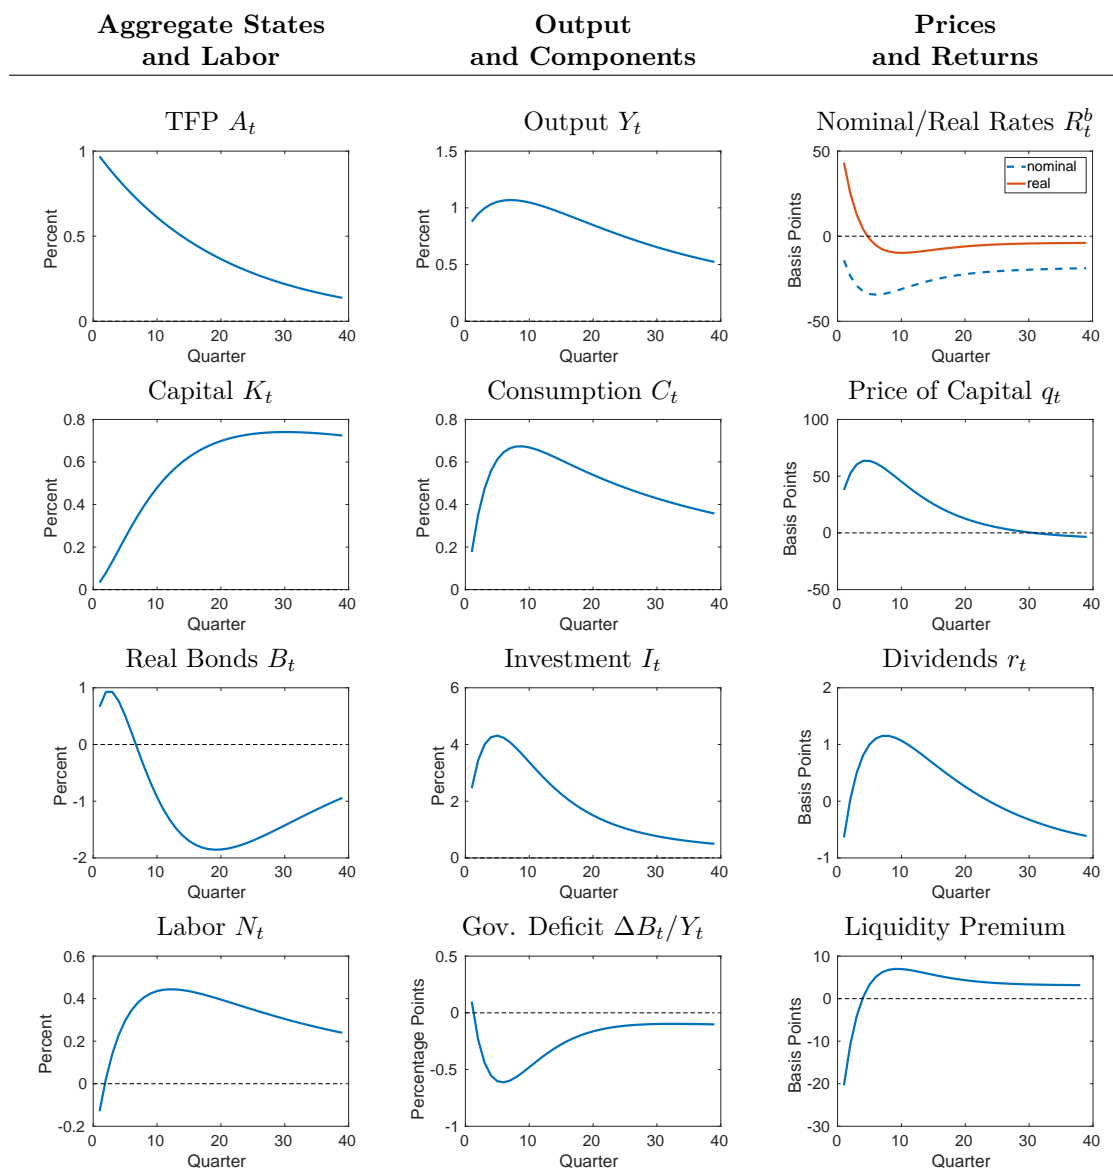 Aggregate States and Labor
Output and Components
Prices and Returns
TFP A_t
1
0.5
0
Percent
0 10 20 30 40
Quarter
Output Y_t
1.5
1
0.5
0
Percent
0 10 20 30 40
Quarter
Nominal/Real Rates R_t^b
50
0
-50
Basis Points
nominal
real
0 10 20 30 40
Quarter
Capital K_t
0.8
0.6
0.4
0.2
0
Percent
0 10 20 30 40
Quarter
Consumption C_t
0.8
0.6
0.4
0.2
0
Percent
0 10 20 30 40
Quarter
Price of Capital q_t
100
50
0
-50
Basis Points
0 10 20 30 40
Quarter
Real Bonds B_t
1
0
-1
-2
Percent
0 10 20 30 40
Quarter
Investment I_t
6
4
2
0
Percent
0 10 20 30 40
Quarter
Dividends r_t
2
1
0
-1
Basis Points
0 10 20 30 40
Quarter
Labor N_t
0.6
0.4
0.2
0
-0.2
Percent
0 10 20 30 40
Quarter
Gov. Deficit ΔB_t/Y_t
0.5
0
-0.5
-1
Percentage Points
0 10 20 30 40
Quarter
Liquidity Premium
10
0
-10
-20
-30
Basis Points
0 10 20 30 40
Quarter